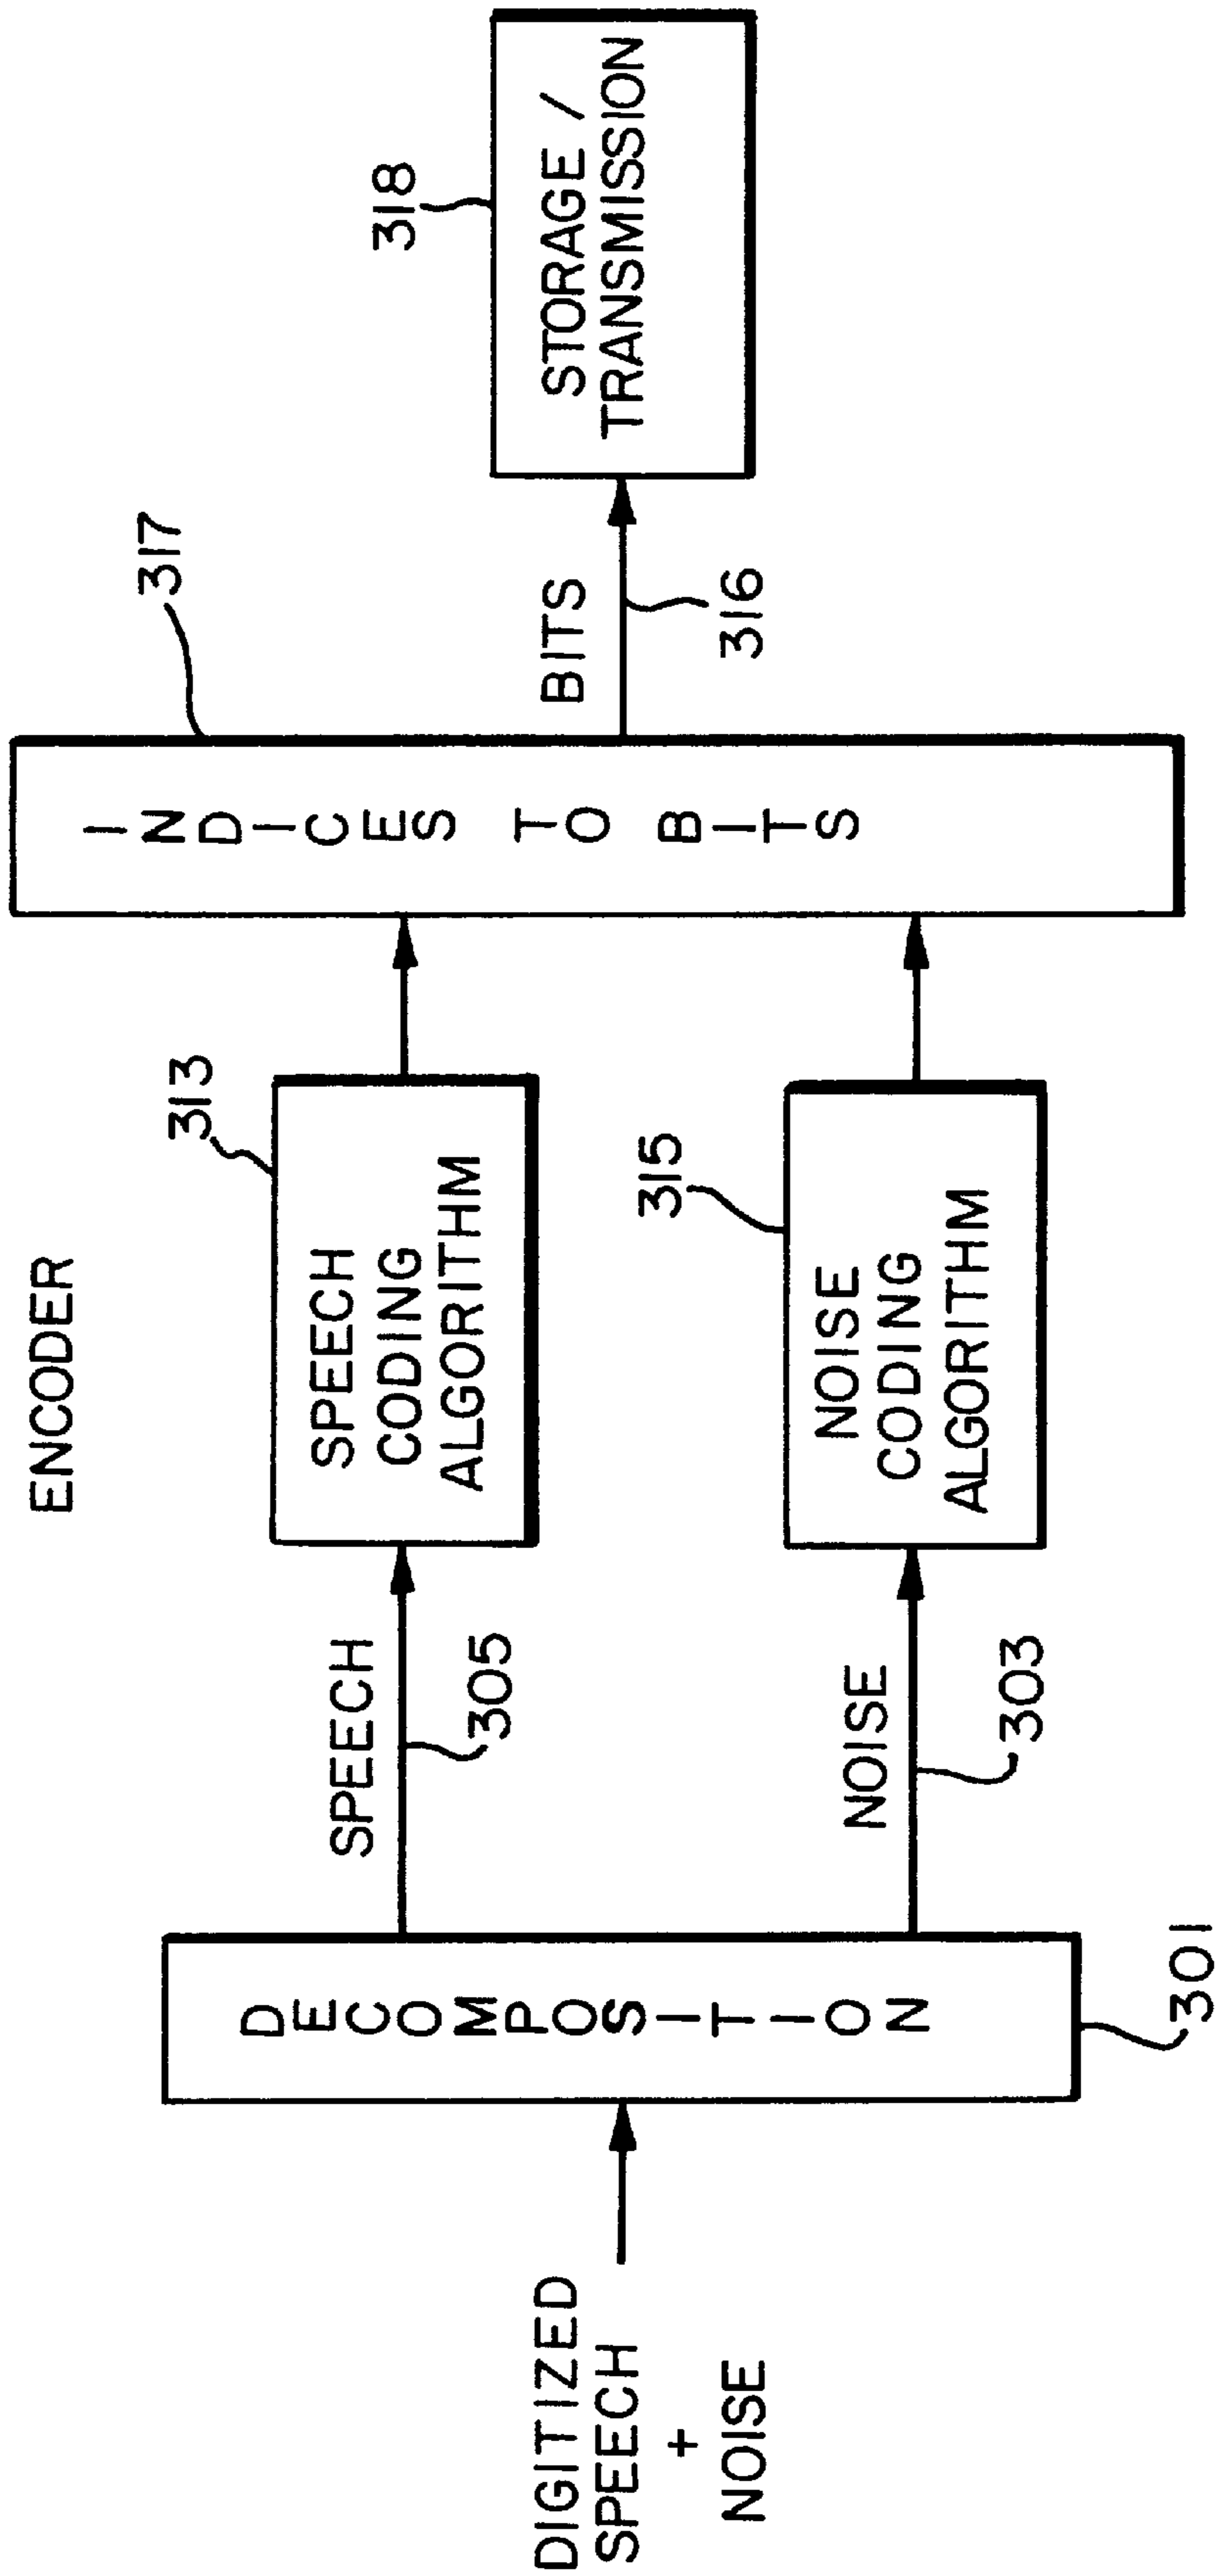 ENCODER
DIGITIZED
SPEECH
+
NOISE
DECOMPOSITION
301
SPEECH
305
NOISE
303
SPEECH
CODING
ALGORITHM
313
NOISE
CODING
ALGORITHM
315
INDICES TO BITS
317
BITS
316
STORAGE /
TRANSMISSION
318